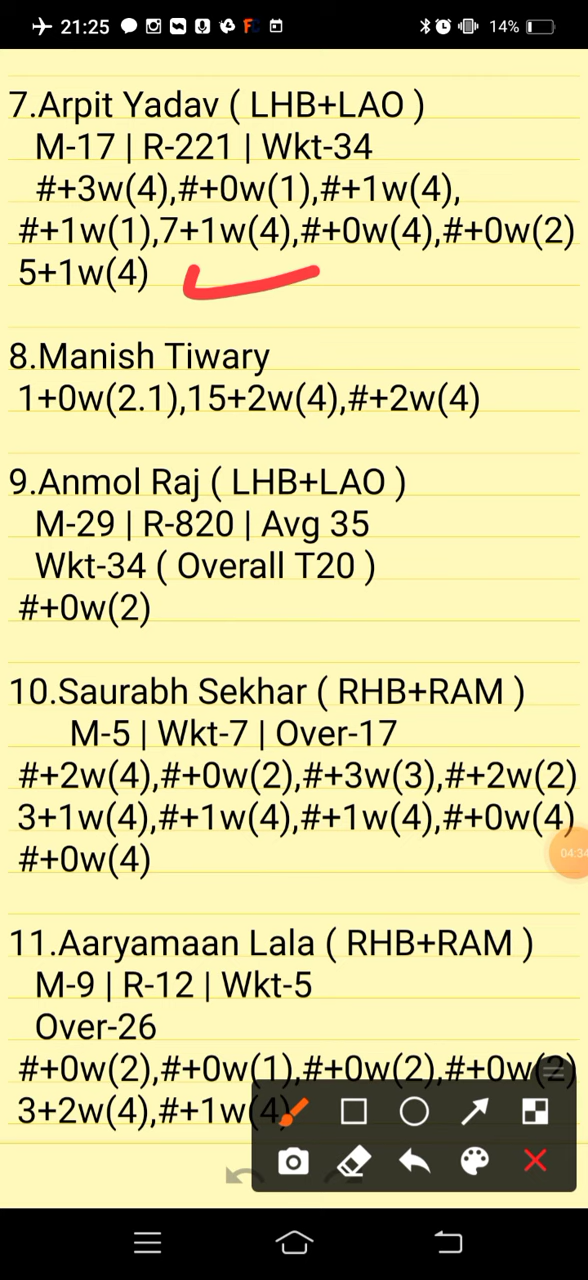 21:25
14%
7.Arpit Yadav ( LHB+LAO )
M-17 | R-221 | Wkt-34
#+3w(4),#+0w(1),#+1w(4),
#+1w(1),7+1w(4),#+0w(4),#+0w(2)
5+1w(4)
8.Manish Tiwary
1+0w(2.1),15+2w(4),#+2w(4)
9.Anmol Raj ( LHB+LAO )
M-29 | R-820 | Avg 35
Wkt-34 ( Overall T20 )
#+0w(2)
10.Saurabh Sekhar ( RHB+RAM )
M-5 | Wkt-7 | Over-17
#+2w(4),#+0w(2),#+3w(3),#+2w(2)
3+1w(4),#+1w(4),#+1w(4),#+0w(4)
#+0w(4)
04:34
11.Aaryamaan Lala ( RHB+RAM )
M-9 | R-12 | Wkt-5
Over-26
#+0w(2),#+0w(1),#+0w(2),#+0w(2)
3+2w(4),#+1w(4)